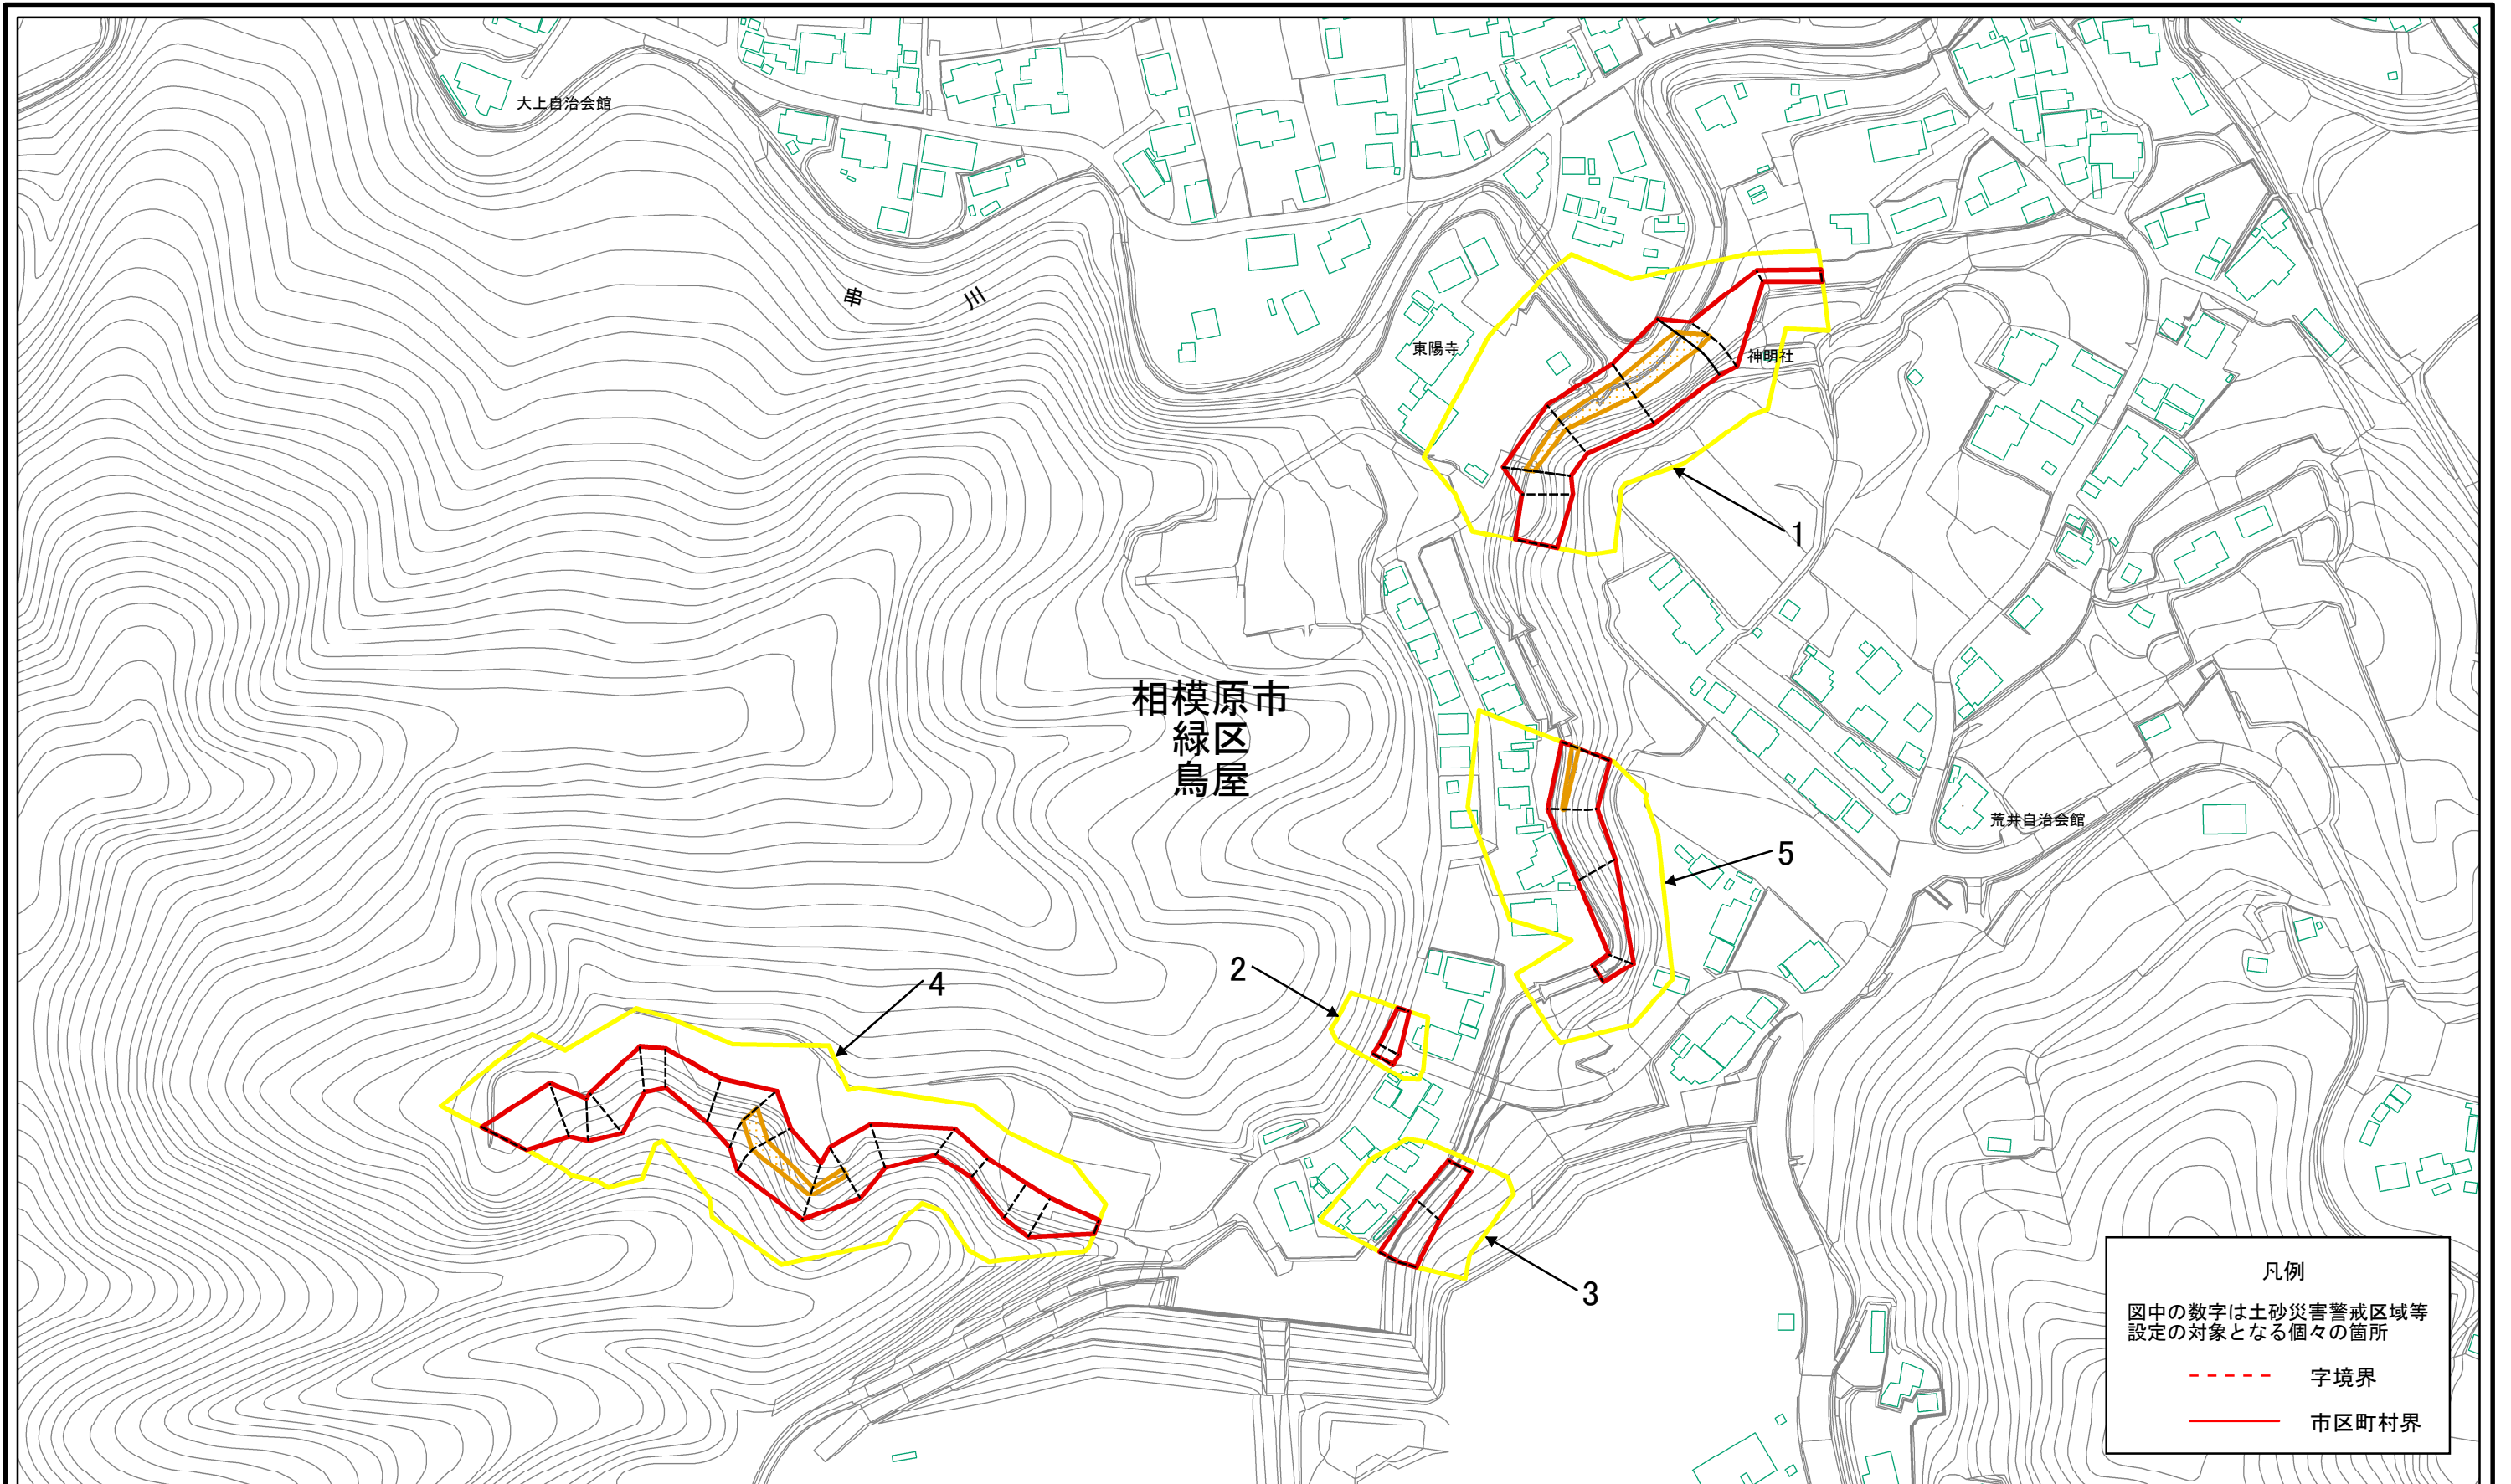 大上自治会館
串川
東陽寺
神明社
1
相模原市
緑区
鳥屋
荒井自治会館
5
2
4
3
凡例
図中の数字は土砂災害警戒区域等
設定の対象となる個々の箇所
字境界
市区町村界